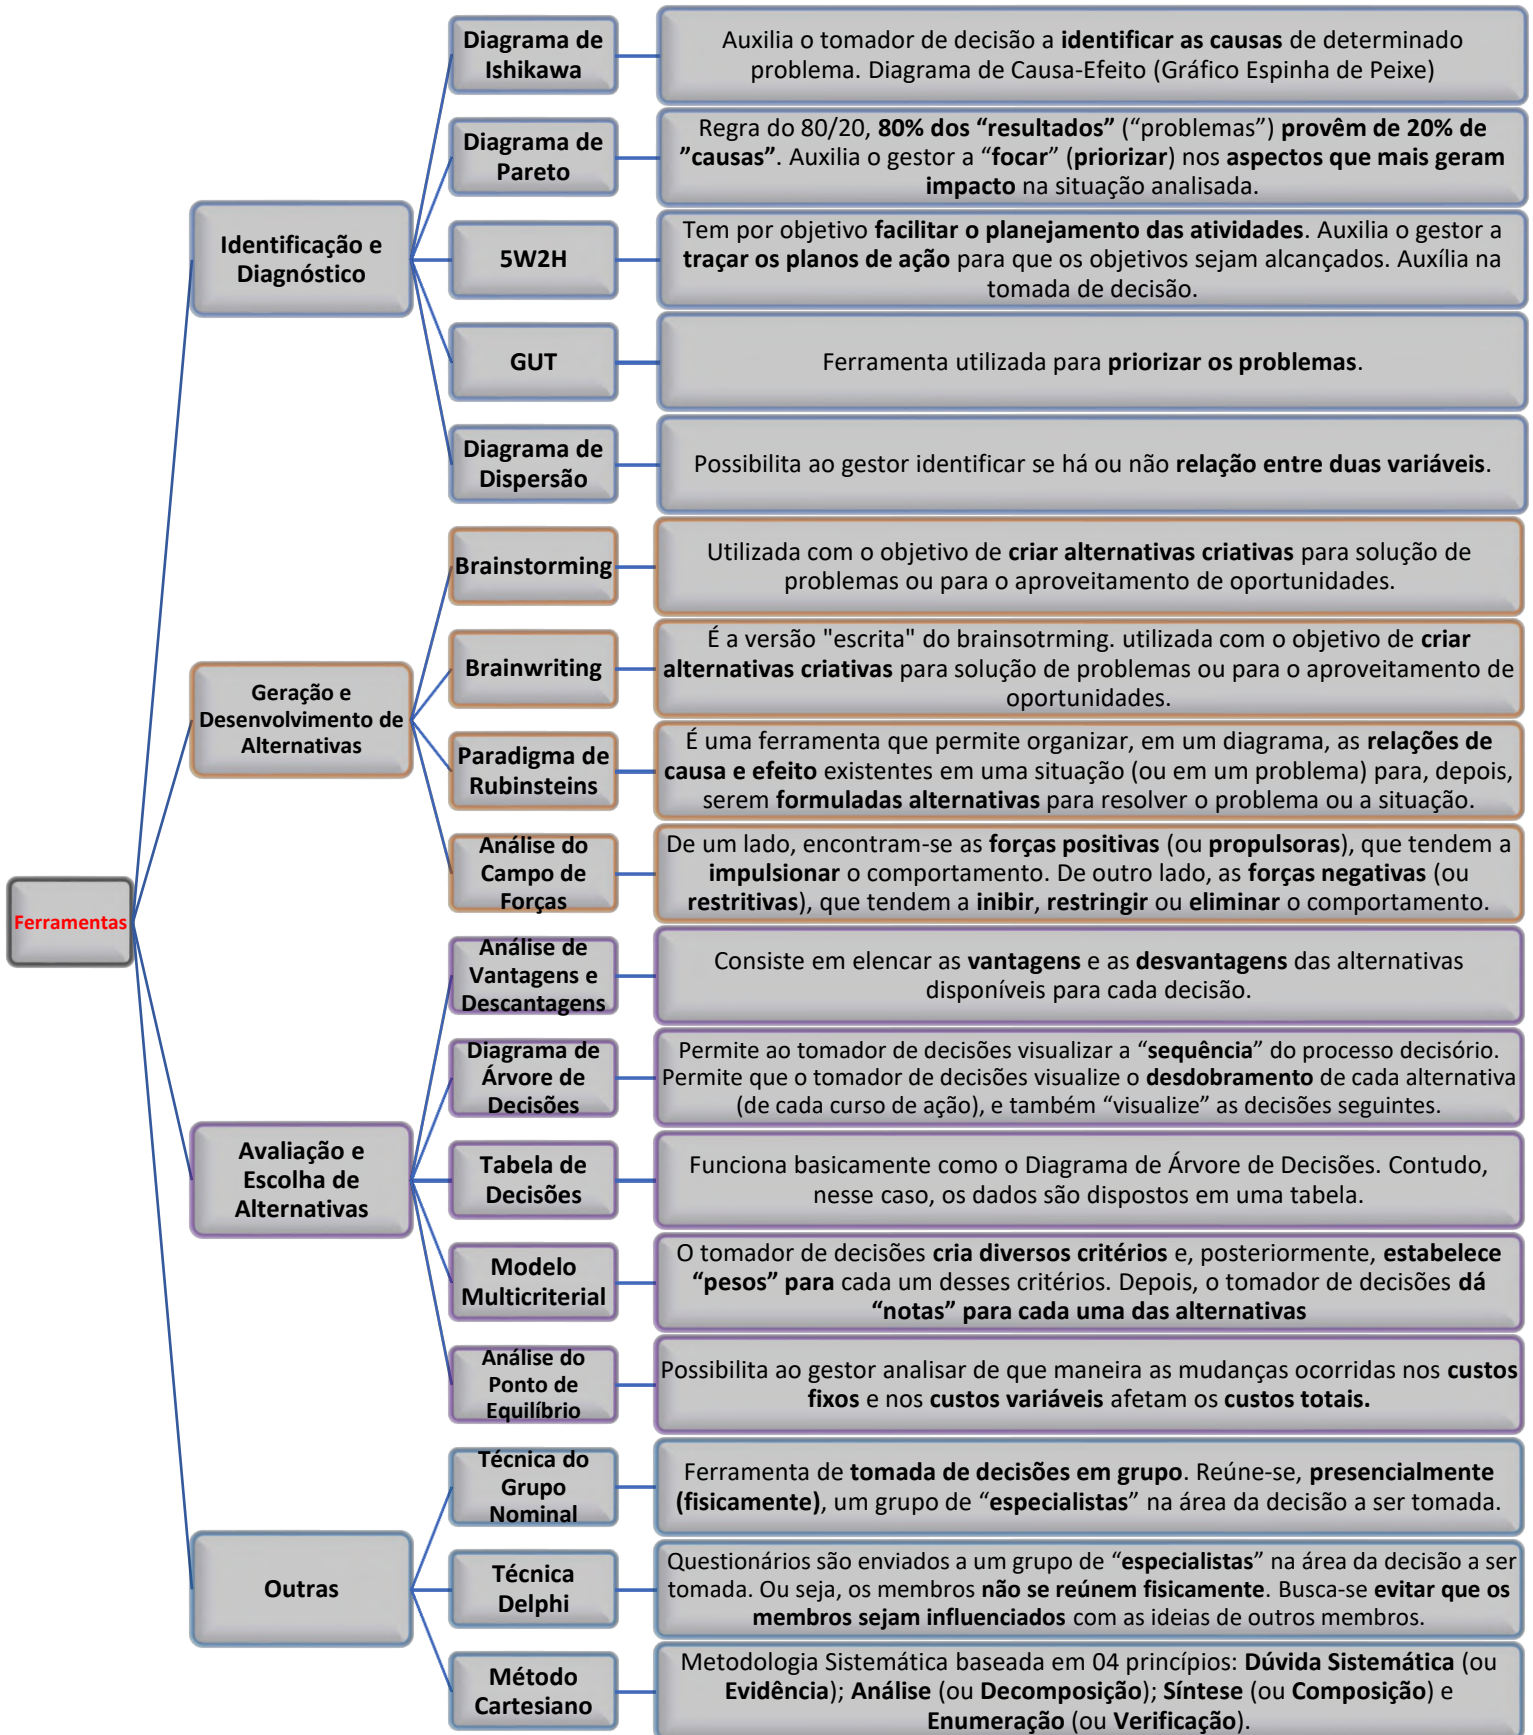 Ferramentas
Identificação e
Diagnóstico
Diagrama de
Ishikawa
Auxilia o tomador de decisão a identificar as causas de determinado
problema. Diagrama de Causa-Efeito (Gráfico Espinha de Peixe)
Diagrama de
Pareto
Regra do 80/20, 80% dos “resultados” (“problemas”) provêm de 20% de
”causas”. Auxilia o gestor a “focar” (priorizar) nos aspectos que mais geram
impacto na situação analisada.
5W2H
Tem por objetivo facilitar o planejamento das atividades. Auxilia o gestor a
traçar os planos de ação para que os objetivos sejam alcançados. Auxília na
tomada de decisão.
GUT
Ferramenta utilizada para priorizar os problemas.
Diagrama de
Dispersão
Possibilita ao gestor identificar se há ou não relação entre duas variáveis.
Geração e
Desenvolvimento de
Alternativas
Brainstorming
Utilizada com o objetivo de criar alternativas criativas para solução de
problemas ou para o aproveitamento de oportunidades.
Brainwriting
É a versão "escrita" do brainsotrming. utilizada com o objetivo de criar
alternativas criativas para solução de problemas ou para o aproveitamento de
oportunidades.
Paradigma de
Rubinsteins
É uma ferramenta que permite organizar, em um diagrama, as relações de
causa e efeito existentes em uma situação (ou em um problema) para, depois,
serem formuladas alternativas para resolver o problema ou a situação.
Análise do
Campo de
Forças
De um lado, encontram-se as forças positivas (ou propulsoras), que tendem a
impulsionar o comportamento. De outro lado, as forças negativas (ou
restritivas), que tendem a inibir, restringir ou eliminar o comportamento.
Avaliação e
Escolha de
Alternativas
Análise de
Vantagens e
Descantagens
Consiste em elencar as vantagens e as desvantagens das alternativas
disponíveis para cada decisão.
Diagrama de
Árvore de
Decisões
Permite ao tomador de decisões visualizar a “sequência” do processo decisório.
Permite que o tomador de decisões visualize o desdobramento de cada alternativa
(de cada curso de ação), e também “visualize” as decisões seguintes.
Tabela de
Decisões
Funciona basicamente como o Diagrama de Árvore de Decisões. Contudo,
nesse caso, os dados são dispostos em uma tabela.
Modelo
Multicriterial
O tomador de decisões cria diversos critérios e, posteriormente, estabelece
“pesos” para cada um desses critérios. Depois, o tomador de decisões dá
“notas” para cada uma das alternativas
Análise do
Ponto de
Equilíbrio
Possibilita ao gestor analisar de que maneira as mudanças ocorridas nos custos
fixos e nos custos variáveis afetam os custos totais.
Outras
Técnica do
Grupo
Nominal
Ferramenta de tomada de decisões em grupo. Reúne-se, presencialmente
(fisicamente), um grupo de “especialistas” na área da decisão a ser tomada.
Técnica
Delphi
Questionários são enviados a um grupo de “especialistas” na área da decisão a ser
tomada. Ou seja, os membros não se reúnem fisicamente. Busca-se evitar que os
membros sejam influenciados com as ideias de outros membros.
Método
Cartesiano
Metodologia Sistemática baseada em 04 princípios: Dúvida Sistemática (ou
Evidência); Análise (ou Decomposição); Síntese (ou Composição) e
Enumeração (ou Verificação).